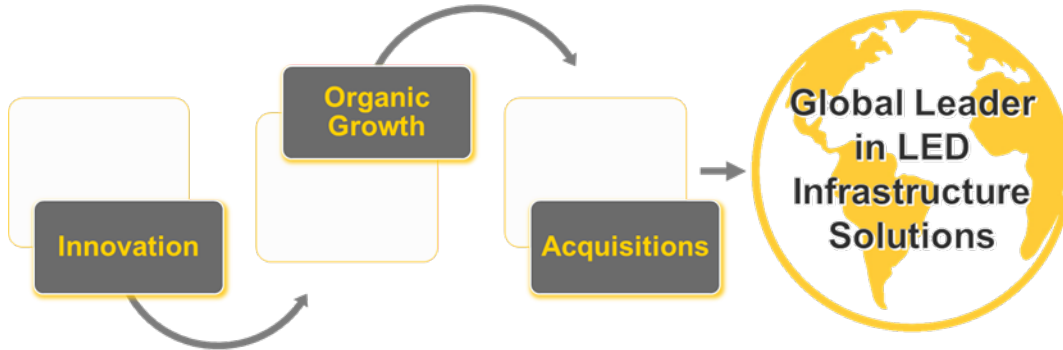 Innovation
Organic
Growth
Acquisitions
Global Leader
in LED
Infrastructure
Solutions